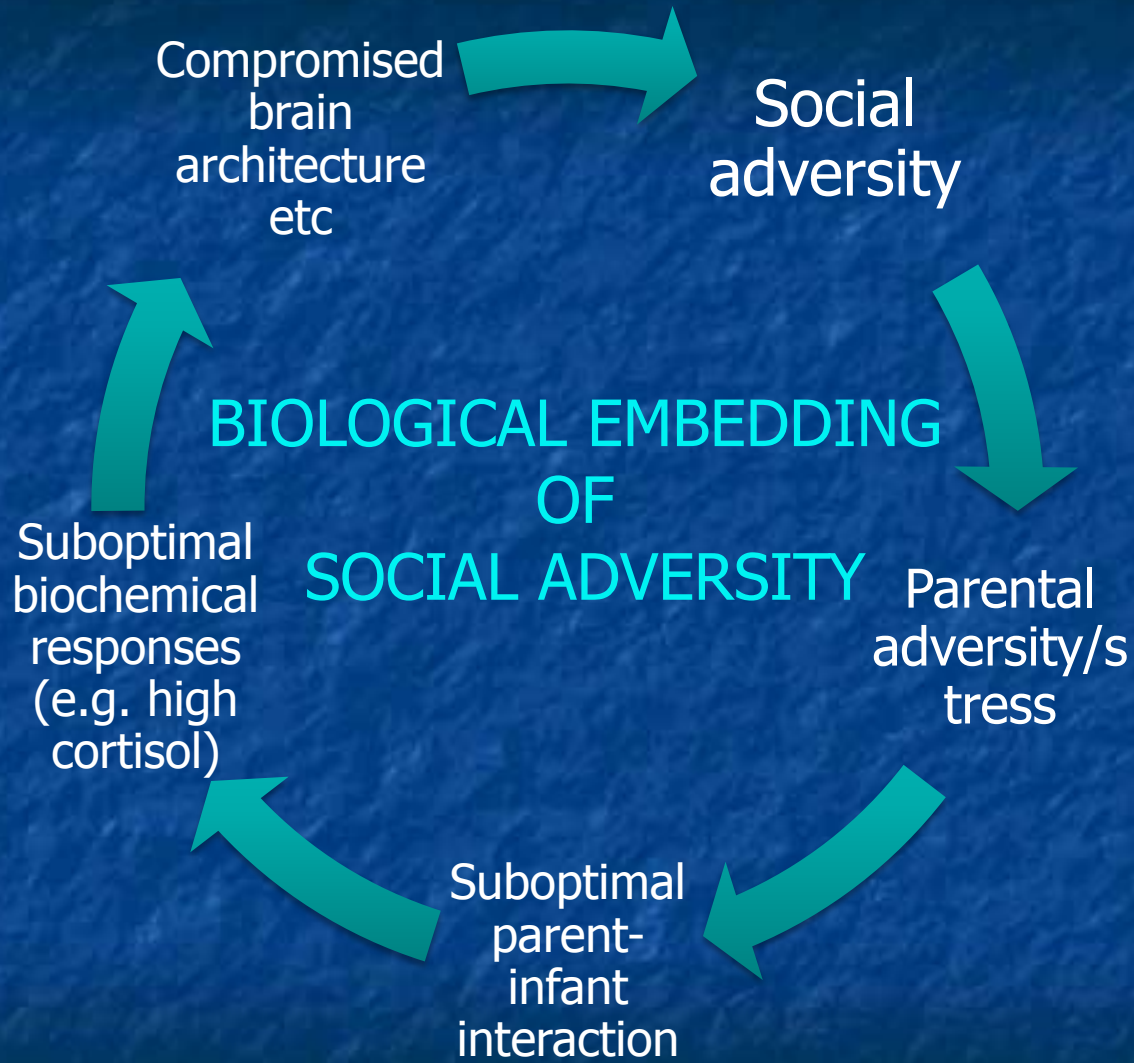 Compromised
brain
architecture
etc
Social
adversity
BIOLOGICAL EMBEDDING
OF
SOCIAL ADVERSITY
Parental
adversity/s
tress
Suboptimal
parent-
infant
interaction
Suboptimal
biochemical
responses
(e.g. high
cortisol)